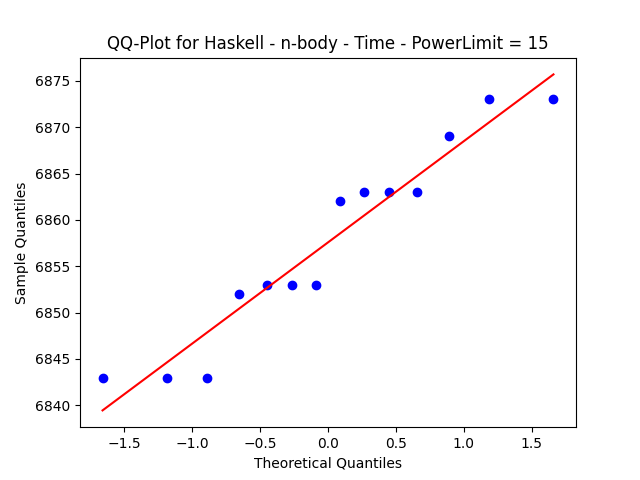 QQ-Plot for Haskell - n-body - Time - PowerLimit = 15
6875
6870
6865
6860
6855
6850
6845
6840
Sample Quantiles
−1.5 −1.0 −0.5 0.0 0.5 1.0 1.5
Theoretical Quantiles